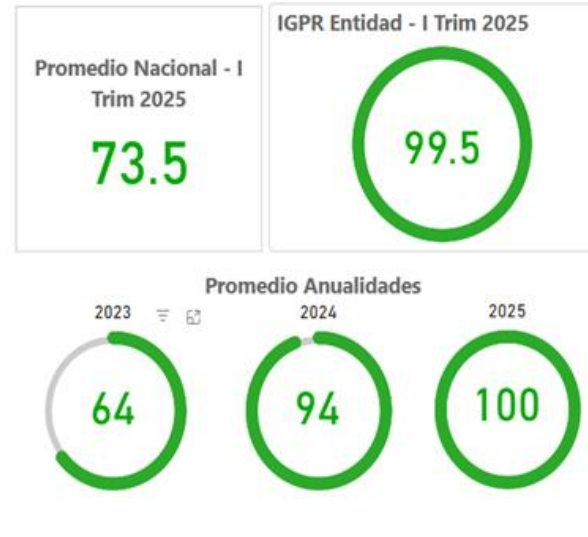 Promedio Nacional - I
Trim 2025
73.5
IGPR Entidad - I Trim 2025
99.5
Promedio Anualidades
2023
2024
2025
64
94
100